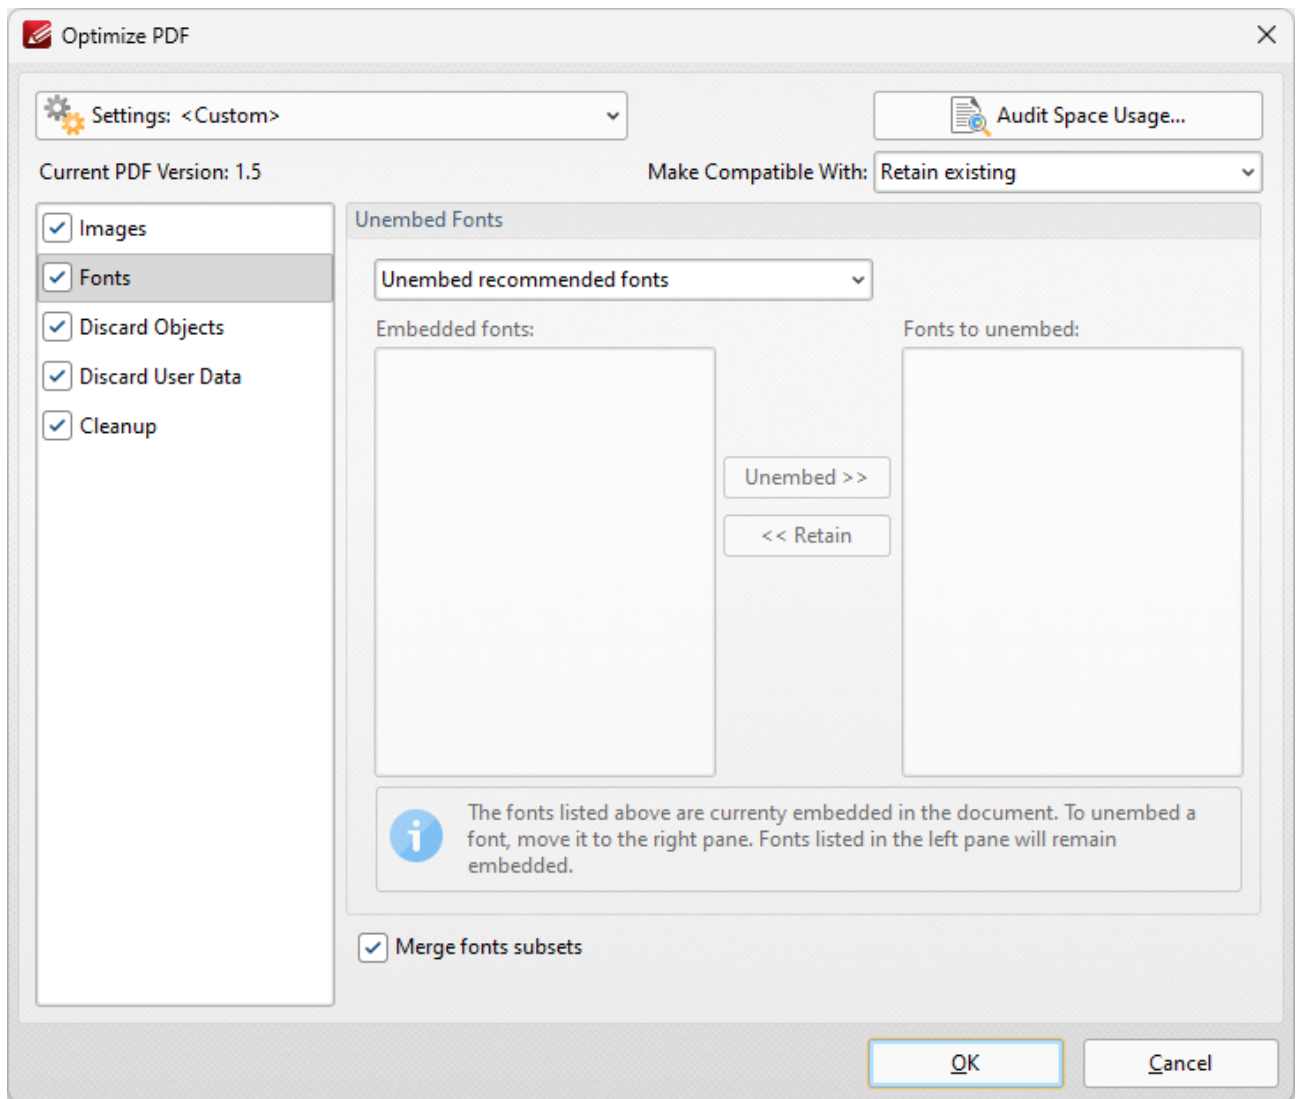 Optimize PDF
Settings: <Custom>
Audit Space Usage...
Current PDF Version: 1.5
Make Compatible With: Retain existing
Images
Fonts
Discard Objects
Discard User Data
Cleanup
Unembed Fonts
Unembed recommended fonts
Embedded fonts:
Fonts to unembed:
Unembed >>
<< Retain
The fonts listed above are currenty embedded in the document. To unembed a
font, move it to the right pane. Fonts listed in the left pane will remain
embedded.
Merge fonts subsets
OK
Cancel